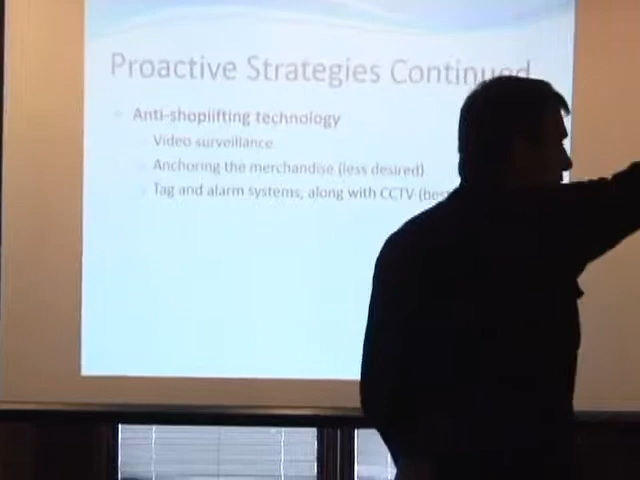 Proactive Strategies Continued
Anti-shoplifting technology
Video surveillance
Anchoring the merchandise (less desired)
Tag and alarm systems, along with CCTV